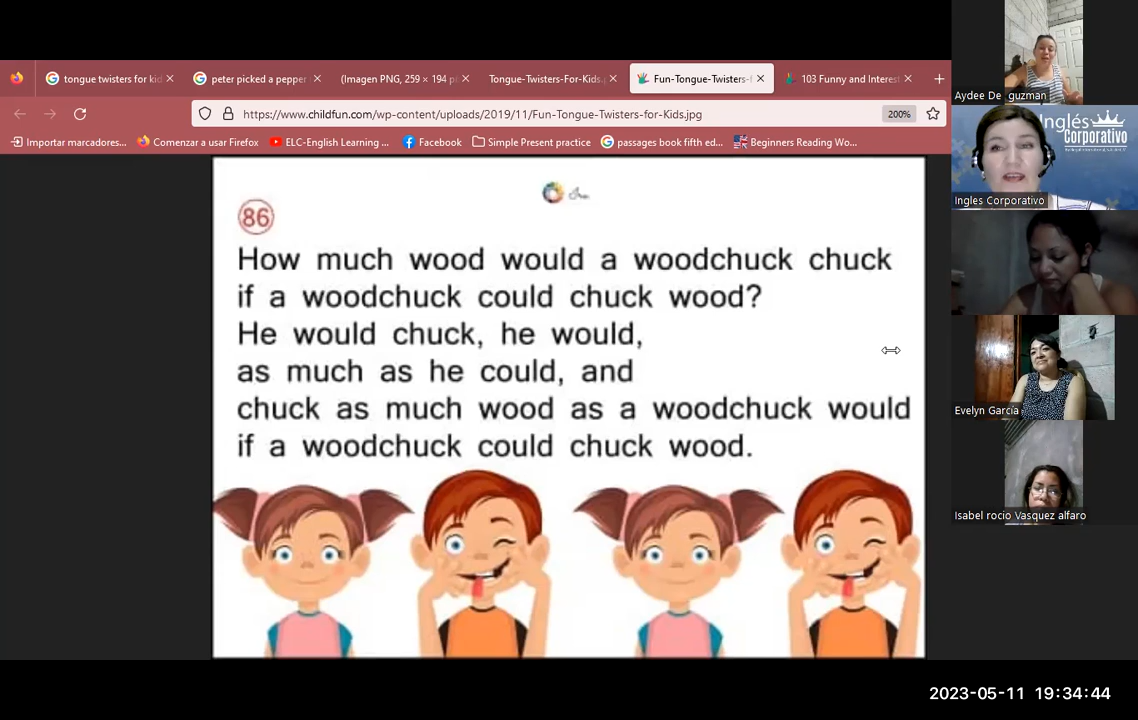 tongue twisters for kid
peter picked a pepper
(Imagen PNG, 259 × 194 p
Tongue-Twisters-For-Kids.
Fun-Tongue-Twisters-f
103 Funny and Interest
https://www.childfun.com/wp-content/uploads/2019/11/Fun-Tongue-Twisters-for-Kids.jpg
200%
Importar marcadores...
Comenzar a usar Firefox
ELC-English Learning ...
Facebook
Simple Present practice
passages book fifth ed...
Beginners Reading Wo...
86
How much wood would a woodchuck chuck
if a woodchuck could chuck wood?
He would chuck, he would,
as much as he could, and
chuck as much wood as a woodchuck would
if a woodchuck could chuck wood.
Aydee De guzman
Inglés
Corporativo
Ingles Corporativo
Evelyn García
Isabel rocio Vasquez alfaro
2023-05-11 19:34:44